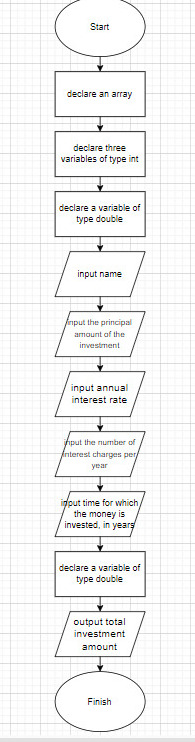 Start
declare an array
declare three
variables of type int
declare a variable of
type double
input name
input the principal
amount of the
investment
input annual
interest rate
input the number of
interest charges per
year
input time for which
the money is
invested, in years
declare a variable of
type double
output total
investment
amount
Finish